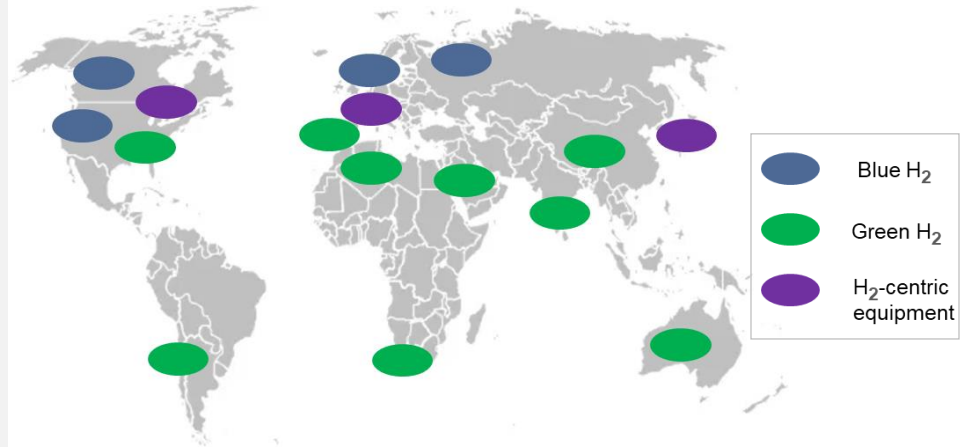 Blue H₂
Green H₂
H₂-centric
equipment